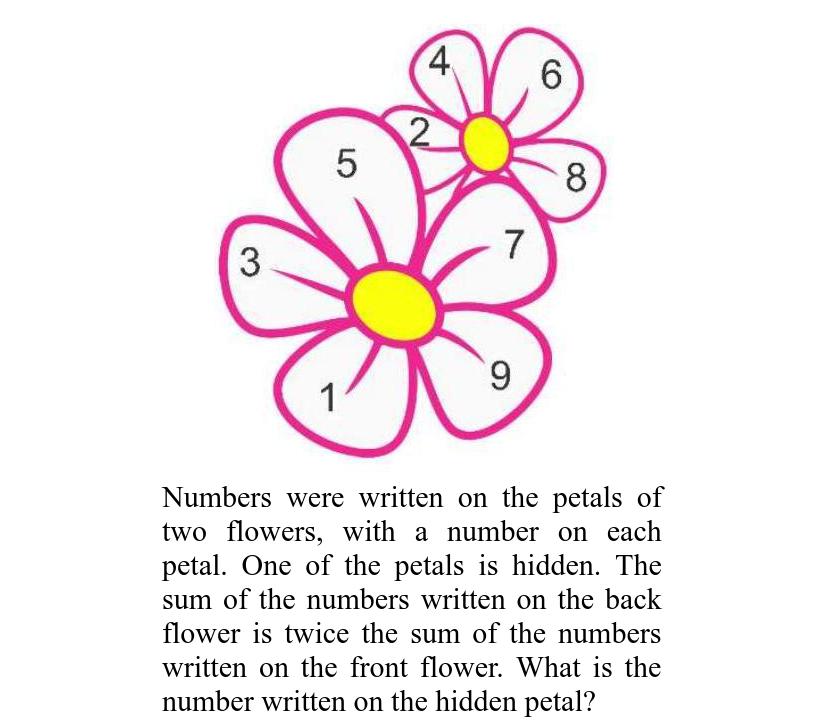 4
6
2
5
8
7
3
9
1
Numbers were written on the petals of
two flowers, with a number on each
petal. One of the petals is hidden. The
sum of the numbers written on the back
flower is twice the sum of the numbers
written on the front flower. What is the
number written on the hidden petal?